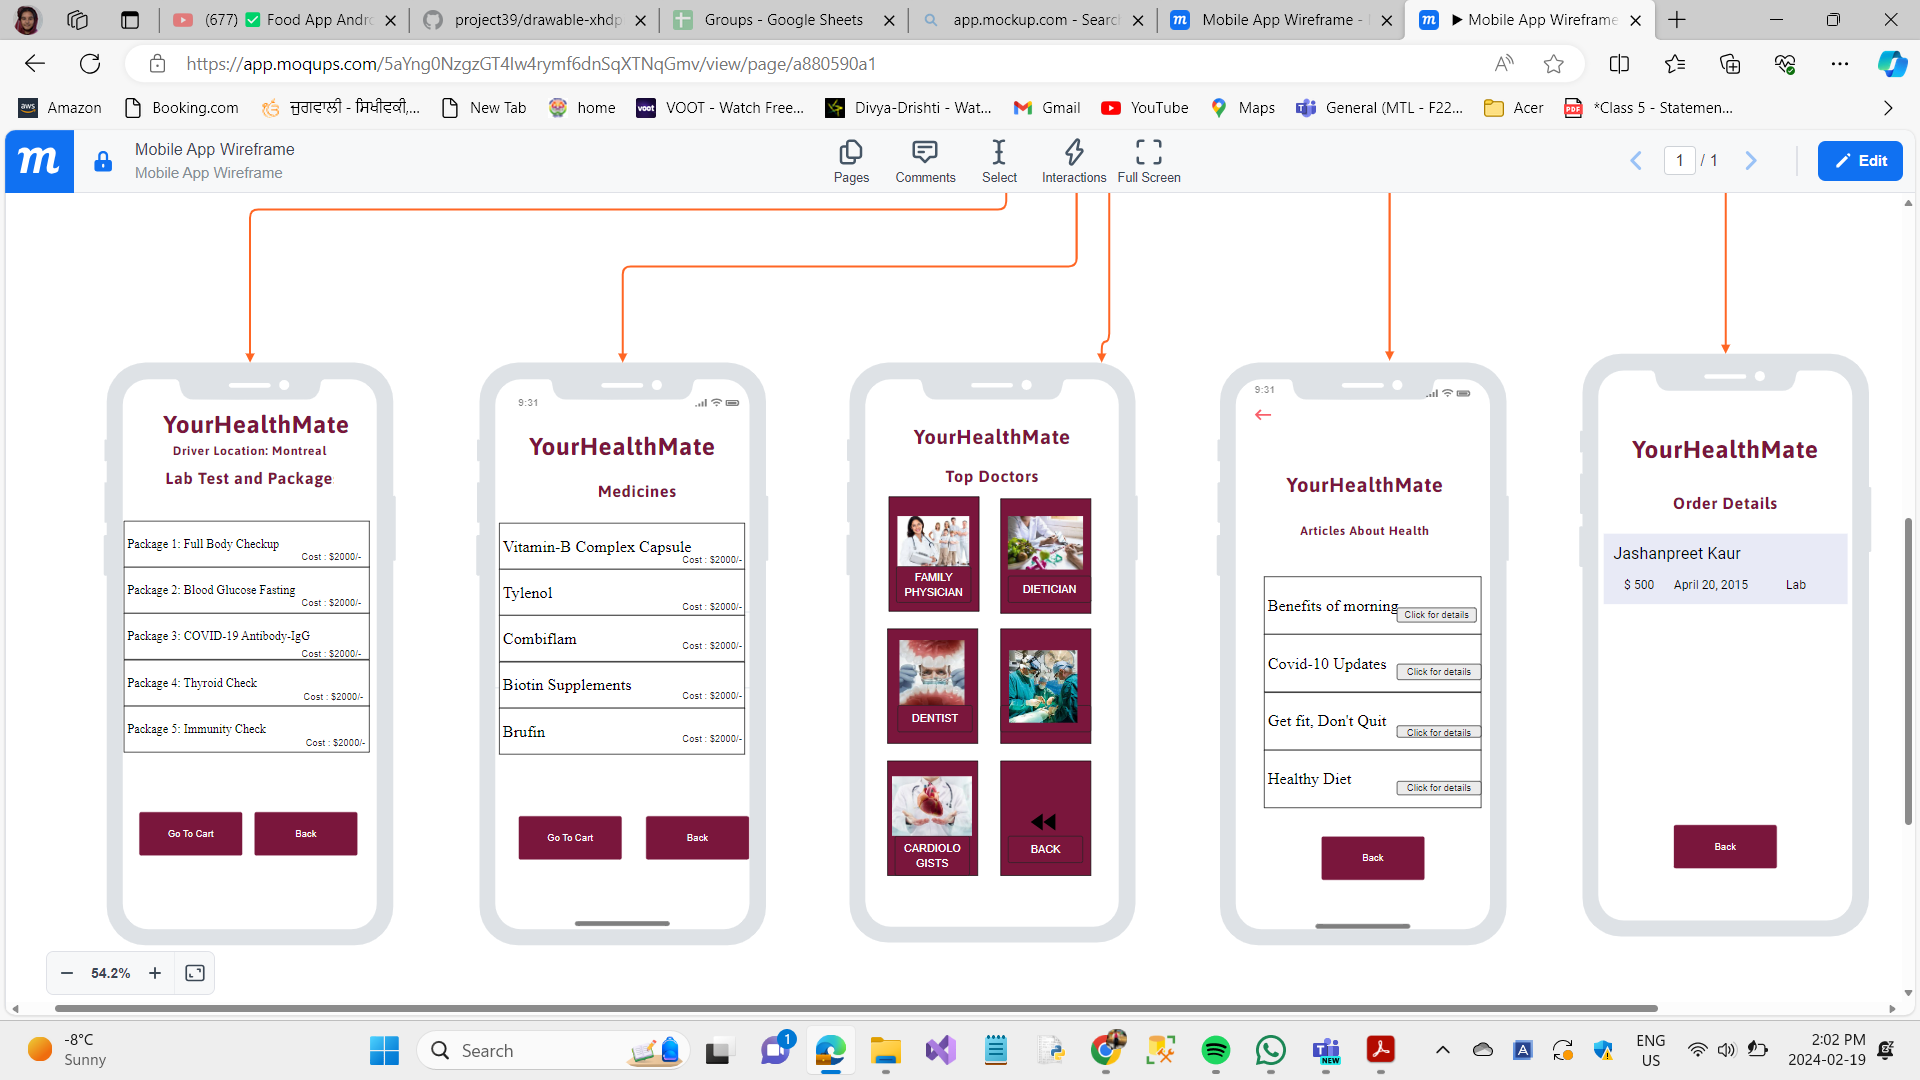 (677) ✅ Food App Andro
project39/drawable-xhdp
Groups - Google Sheets
app.mockup.com - Search
Mobile App Wireframe -
▶ Mobile App Wireframe
https://app.moqups.com/5aYng0NzgzGT4lw4rymf6dnSqXTNqGmv/view/page/a880590a1
Amazon
Booking.com
ਜੁਗਾਵਾਲੀ - ਸਿਖੀਵਕੀ,...
New Tab
home
VOOT - Watch Free...
Divya-Drishti - Wat...
Gmail
YouTube
Maps
General (MTL - F22...
Acer
*Class 5 - Statemen...
Mobile App Wireframe
Mobile App Wireframe
Pages
Comments
Select
Interactions
Full Screen
1 / 1
Edit
YourHealthMate
Driver Location: Montreal
Lab Test and Package
Package 1: Full Body Checkup
Cost : $2000/-
Package 2: Blood Glucose Fasting
Cost : $2000/-
Package 3: COVID-19 Antibody-IgG
Cost : $2000/-
Package 4: Thyroid Check
Cost : $2000/-
Package 5: Immunity Check
Cost : $2000/-
Go To Cart
Back
9:31
YourHealthMate
Medicines
Vitamin-B Complex Capsule
Cost : $2000/-
Tylenol
Cost : $2000/-
Combiflam
Cost : $2000/-
Biotin Supplements
Cost : $2000/-
Brufin
Cost : $2000/-
Go To Cart
Back
YourHealthMate
Top Doctors
FAMILY
PHYSICIAN
DIETICIAN
DENTIST
CARDIOLO
GISTS
BACK
9:31
YourHealthMate
Articles About Health
Benefits of morning
Click for details
Covid-10 Updates
Click for details
Get fit, Don't Quit
Click for details
Healthy Diet
Click for details
Back
YourHealthMate
Order Details
Jashanpreet Kaur
$ 500
April 20, 2015
Lab
Back
54.2%
-8°C
Sunny
Search
1
NEW
ENG
US
2:02 PM
2024-02-19